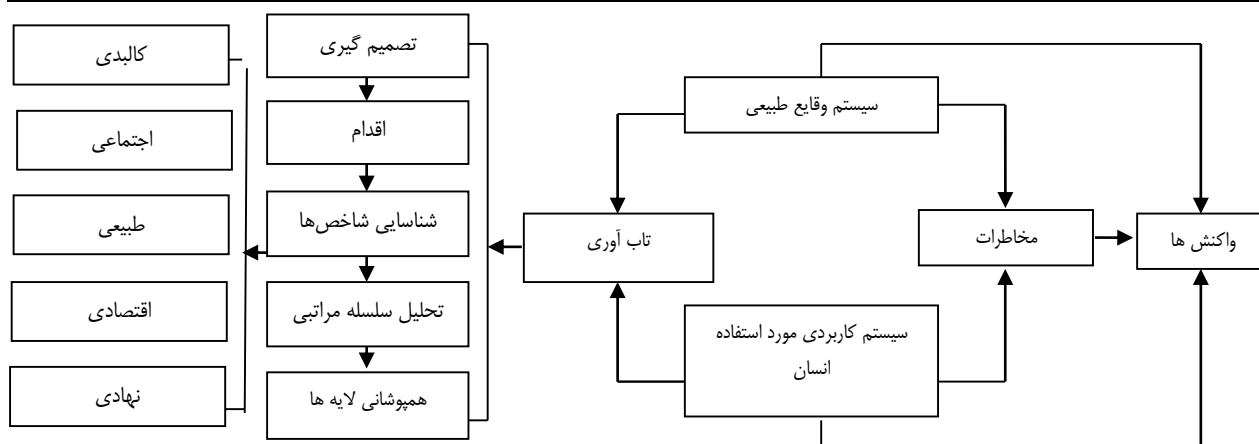 سیستم وقایع طبیعی
واکنش ها
مخاطرات
سیستم کاربردی مورد استفاده
انسان
تاب آوری
تصمیم گیری
اقدام
شناسایی شاخص‌ها
تحلیل سلسله مراتبی
همپوشانی لایه ها
کالبدی
اجتماعی
طبیعی
اقتصادی
نهادی